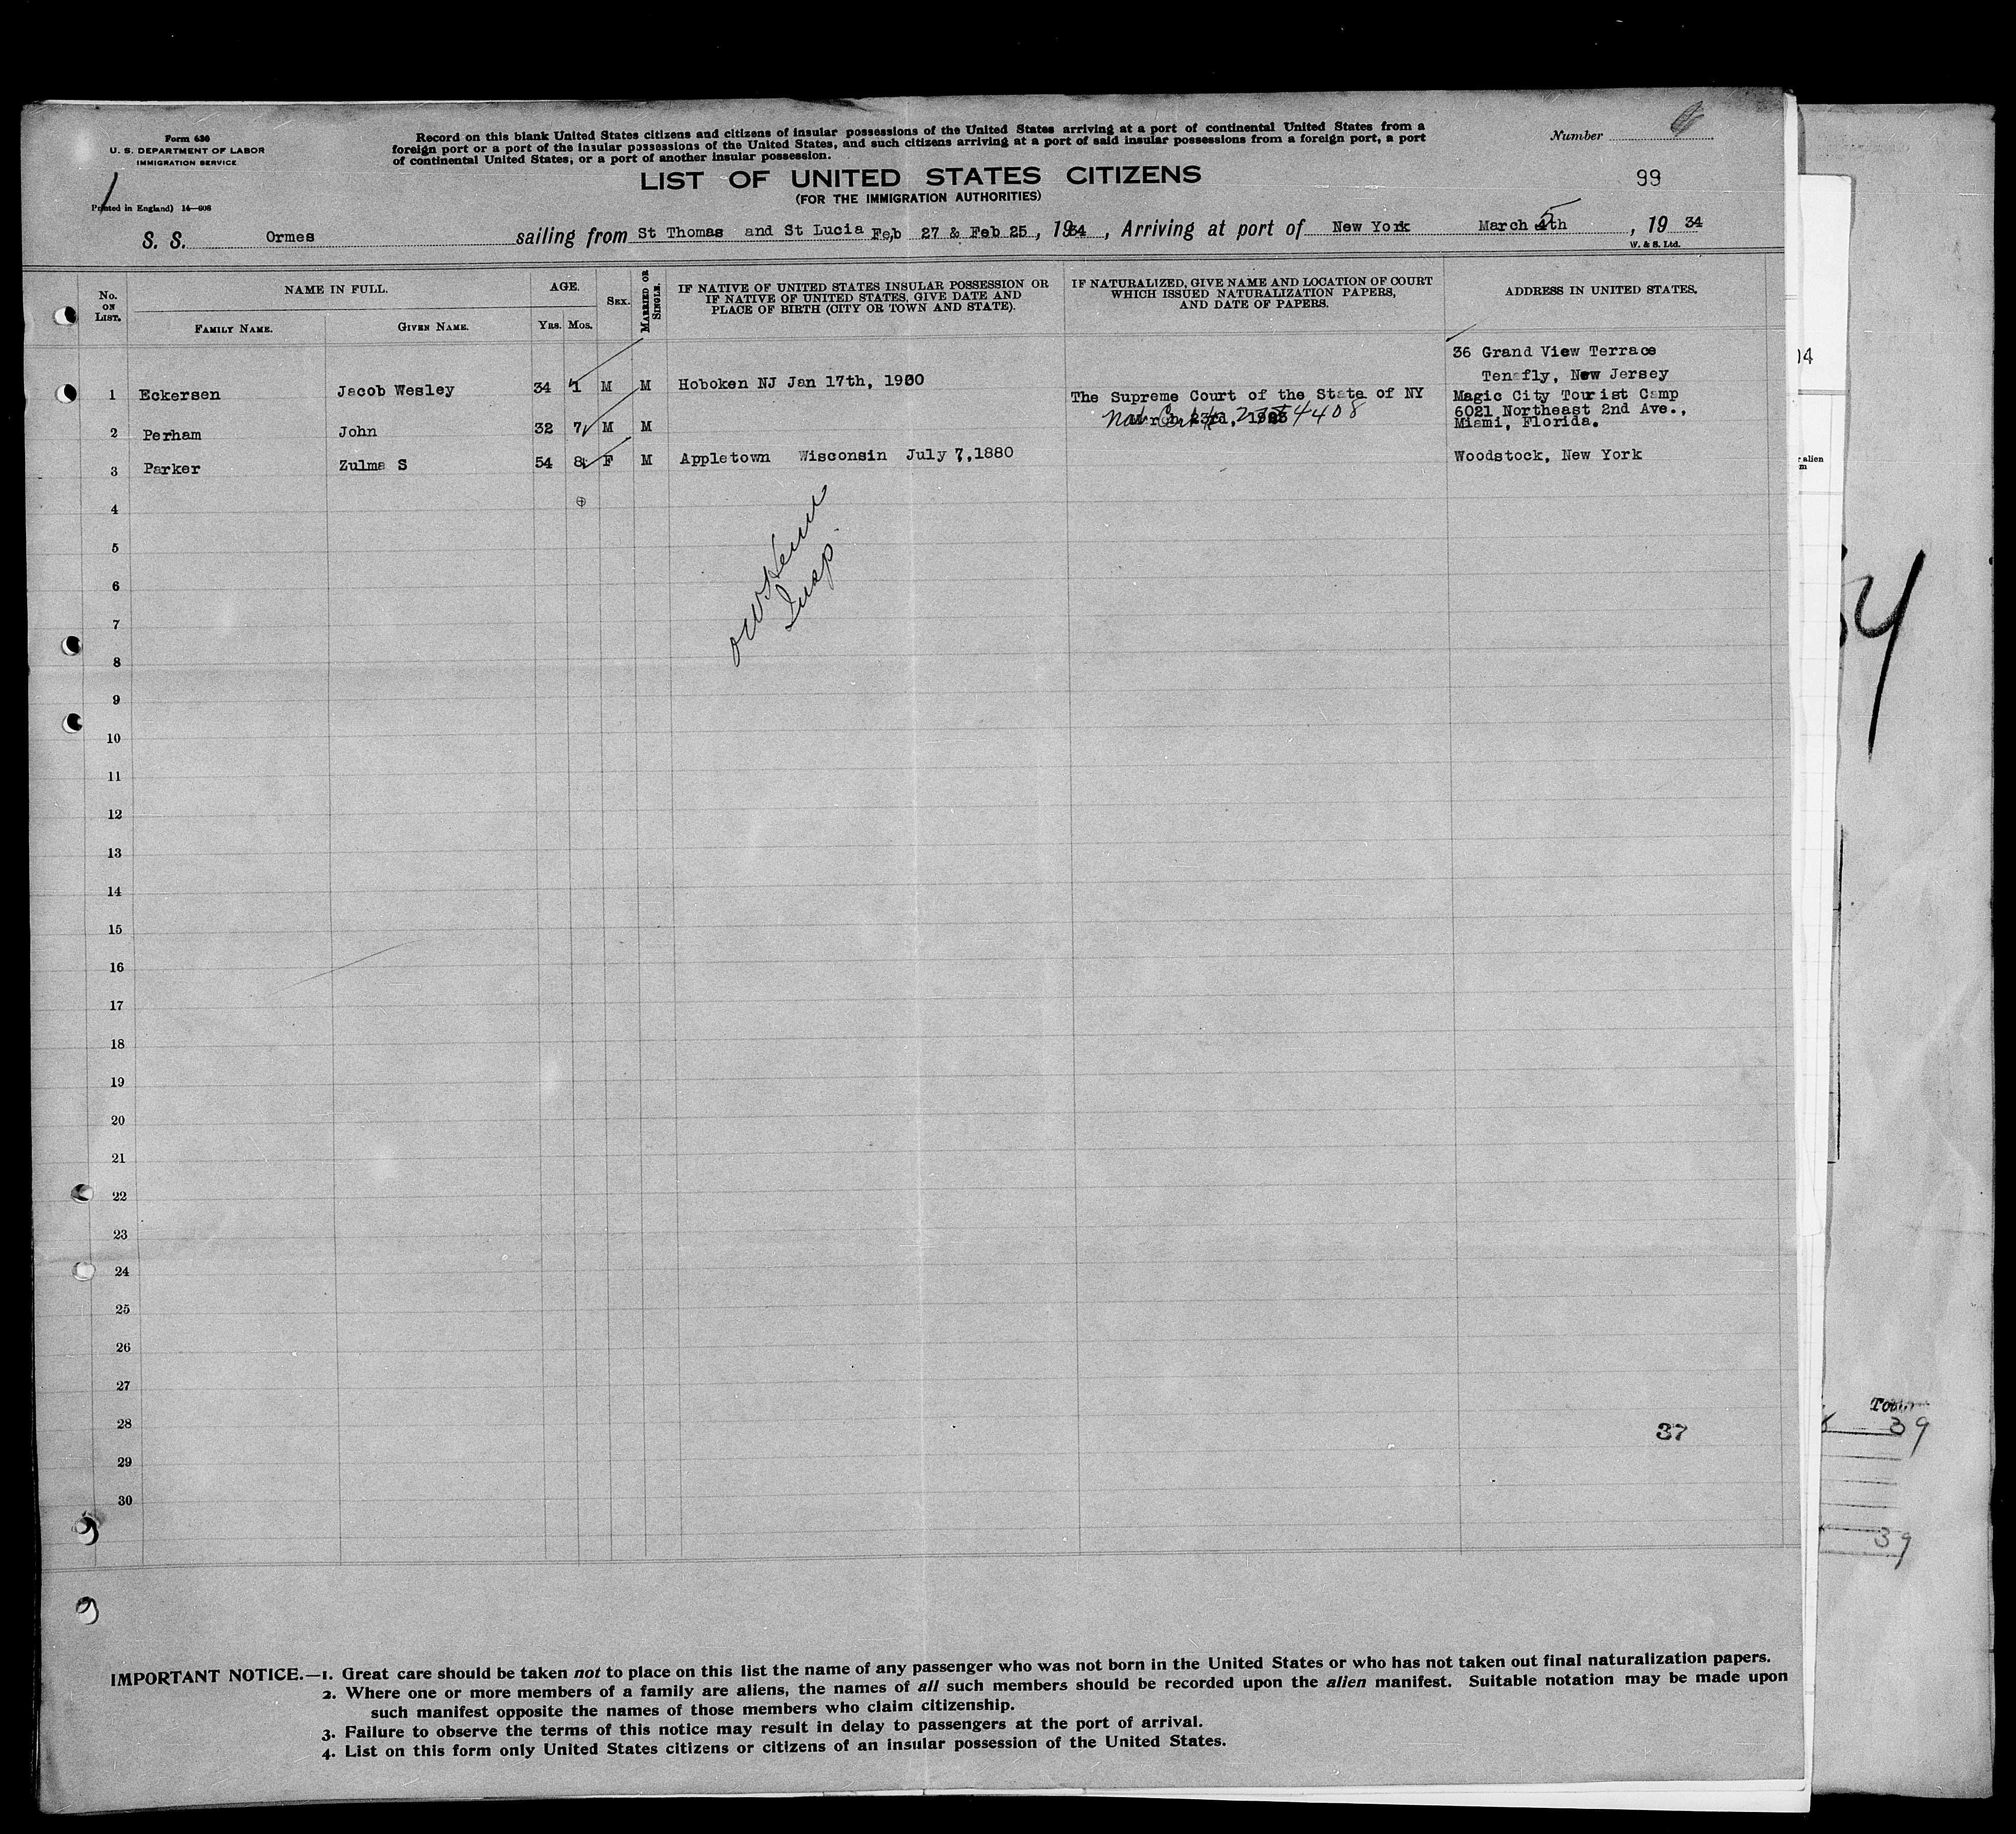 Form 630
U. S. DEPARTMENT OF LABOR
IMMIGRATION SERVICE
Printed in England) 14—608
Record on this blank United States citizens and citizens of insular possessions of the United States arriving at a port of continental United States from a
foreign port or a port of the insular possessions of the United States, and such citizens arriving at a port of said insular possessions from a foreign port, a port
of continental United States, or a port of another insular possession.
Number
LIST OF UNITED STATES CITIZENS
(FOR THE IMMIGRATION AUTHORITIES)
99
S. S. Ormes sailing from St Thomas and St Lucia Feb 27 & Feb 25, 1934, Arriving at port of New York March 5th, 19 34
W. & S. Ltd.
No. ON LIST.
NAME IN FULL.
FAMILY NAME.
GIVEN NAME.
AGE.
YRS. MOS.
SEX.
MARRIED OR SINGLE.
IF NATIVE OF UNITED STATES INSULAR POSSESSION OR
IF NATIVE OF UNITED STATES, GIVE DATE AND
PLACE OF BIRTH (CITY OR TOWN AND STATE).
IF NATURALIZED, GIVE NAME AND LOCATION OF COURT
WHICH ISSUED NATURALIZATION PAPERS,
AND DATE OF PAPERS.
ADDRESS IN UNITED STATES.
1 Eckersen Jacob Wesley 34 1 M M Hoboken NJ Jan 17th, 1900
36 Grand View Terrace
Tenafly, New Jersey
2 Perham John 32 7 M M
The Supreme Court of the State of NY
Magic City Tourist Camp
6021 Northeast 2nd Ave.,
Miami, Florida.
3 Parker Zulma S 54 8 F M Appletown Wisconsin July 7,1880 Woodstock, New York
4
5
6
7
8
9
10
11
12
13
14
15
16
17
18
19
20
21
22
23
24
25
26
27
28
29
30
Insp.
37
IMPORTANT NOTICE.—1. Great care should be taken not to place on this list the name of any passenger who was not born in the United States or who has not taken out final naturalization papers.
2. Where one or more members of a family are aliens, the names of all such members should be recorded upon the alien manifest. Suitable notation may be made upon
such manifest opposite the names of those members who claim citizenship.
3. Failure to observe the terms of this notice may result in delay to passengers at the port of arrival.
4. List on this form only United States citizens or citizens of an insular possession of the United States.
alien
4
39
39